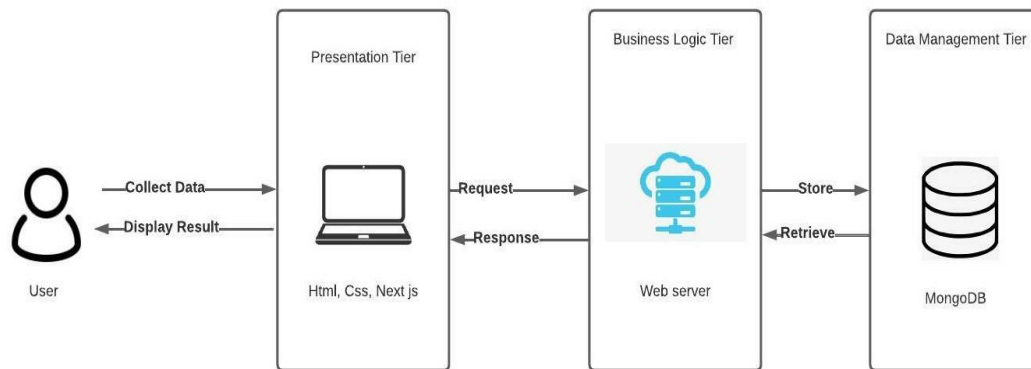 Presentation Tier
Business Logic Tier
Data Management Tier
Collect Data
Display Result
Request
Response
Store
Retrieve
User
Html, Css, Next js
Web server
MongoDB